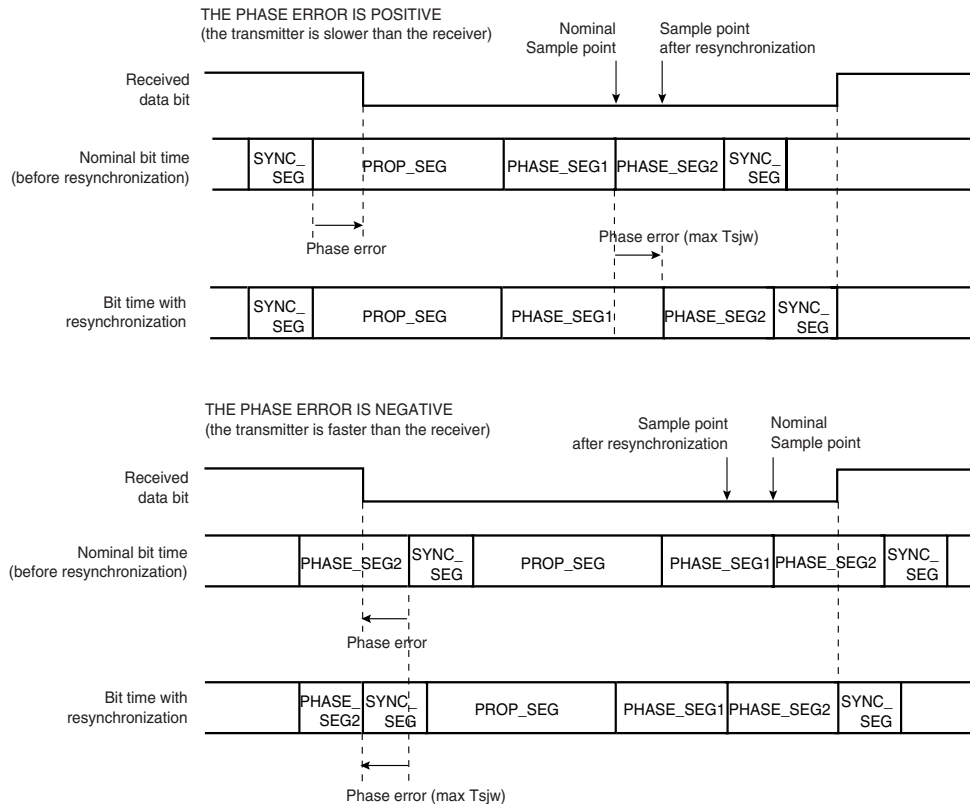 THE PHASE ERROR IS POSITIVE
(the transmitter is slower than the receiver)
Nominal
Sample point
Sample point
after resynchronization
Received
data bit
Nominal bit time
(before resynchronization)
SYNC_
SEG
PROP_SEG
PHASE_SEG1
PHASE_SEG2
SYNC_
SEG
Phase error
Phase error (max Tsjw)
Bit time with
resynchronization
SYNC_
SEG
PROP_SEG
PHASE_SEG1
PHASE_SEG2
SYNC_
SEG
THE PHASE ERROR IS NEGATIVE
(the transmitter is faster than the receiver)
Sample point
after resynchronization
Nominal
Sample point
Received
data bit
Nominal bit time
(before resynchronization)
PHASE_SEG2
SYNC_
SEG
PROP_SEG
PHASE_SEG1
PHASE_SEG2
SYNC_
SEG
Phase error
Bit time with
resynchronization
PHASE_
SEG2
SYNC_
SEG
PROP_SEG
PHASE_SEG1
PHASE_SEG2
SYNC_
SEG
Phase error (max Tsjw)